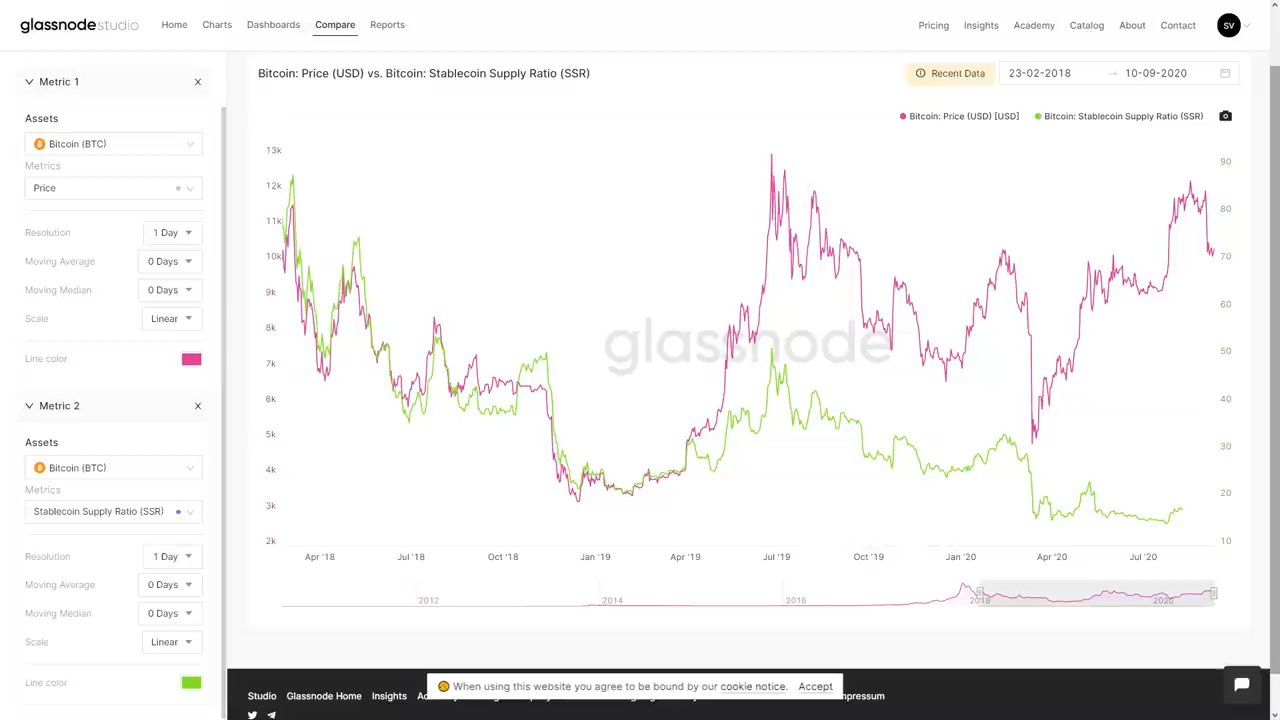 glassnodestudio Home Charts Dashboards Compare Reports Pricing Insights Academy Catalog About Contact SV
Metric 1 X
Assets
Bitcoin (BTC)
Metrics
Price
Resolution 1 Day
Moving Average 0 Days
Moving Median 0 Days
Scale Linear
Line color
Metric 2 X
Assets
Bitcoin (BTC)
Metrics
Stablecoin Supply Ratio (SSR)
Resolution 1 Day
Moving Average 0 Days
Moving Median 0 Days
Scale Linear
Line color
Bitcoin: Price (USD) vs. Bitcoin: Stablecoin Supply Ratio (SSR)
Recent Data 23-02-2018 → 10-09-2020
Bitcoin: Price (USD) [USD] Bitcoin: Stablecoin Supply Ratio (SSR)
13k
12k
11k
10k
9k
8k
7k
6k
5k
4k
3k
2k
glassnode
90
80
70
60
50
40
30
20
10
Apr '18 Jul '18 Oct '18 Jan '19 Apr '19 Jul '19 Oct '19 Jan '20 Apr '20 Jul '20
2012 2014 2016 2018 2020
Studio Glassnode Home Insights
When using this website you agree to be bound by our cookie notice. Accept